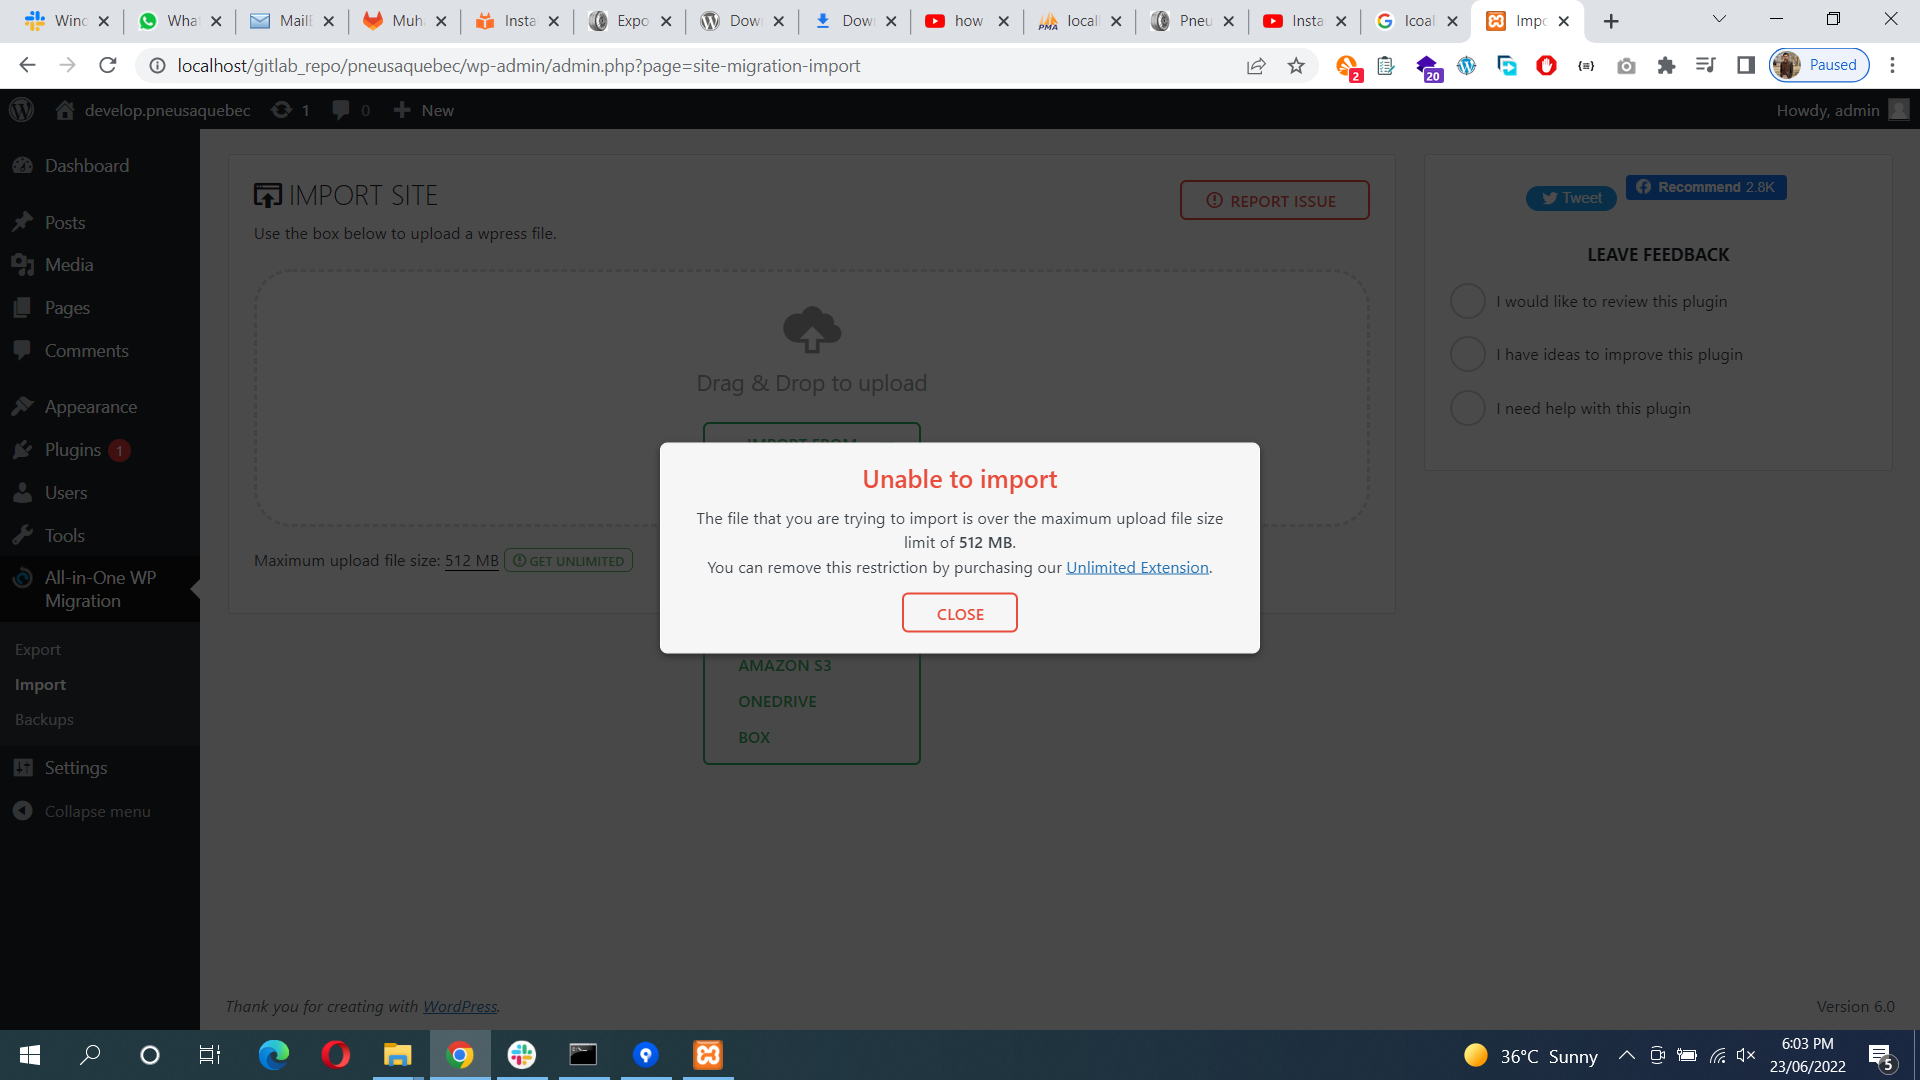 Wind
What
Mail
Muh
Insta
Expo
Dow
Dow
how
PMA
local
Pneu
Insta
lcoal
Impo
localhost/gitlab_repo/pneusaquebec/wp-admin/admin.php?page=site-migration-import
2
20
Paused
develop.pneusaquebec
1
0
New
Howdy, admin
Dashboard
Posts
Media
Pages
Comments
Appearance
Plugins 1
Users
Tools
All-in-One WP
Migration
Export
Import
Backups
Settings
Collapse menu
IMPORT SITE
REPORT ISSUE
Use the box below to upload a wpress file.
Drag & Drop to upload
IMPORT FROM
Maximum upload file size: 512 MB
GET UNLIMITED
Unable to import
The file that you are trying to import is over the maximum upload file size
limit of 512 MB.
You can remove this restriction by purchasing our Unlimited Extension.
CLOSE
AMAZON S3
ONEDRIVE
BOX
Tweet
Recommend 2.8K
LEAVE FEEDBACK
I would like to review this plugin
I have ideas to improve this plugin
I need help with this plugin
Thank you for creating with WordPress.
Version 6.0
36°C Sunny
6:03 PM
23/06/2022
5